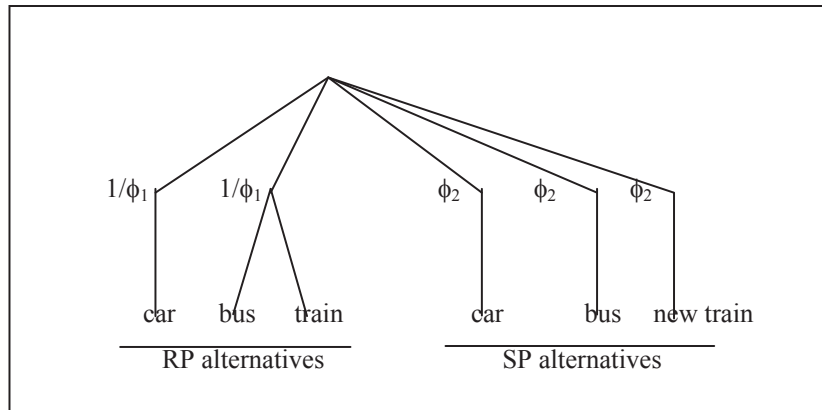 1/ϕ₁ 1/ϕ₁ ϕ₂ ϕ₂ ϕ₂
car bus train car bus new train
RP alternatives SP alternatives